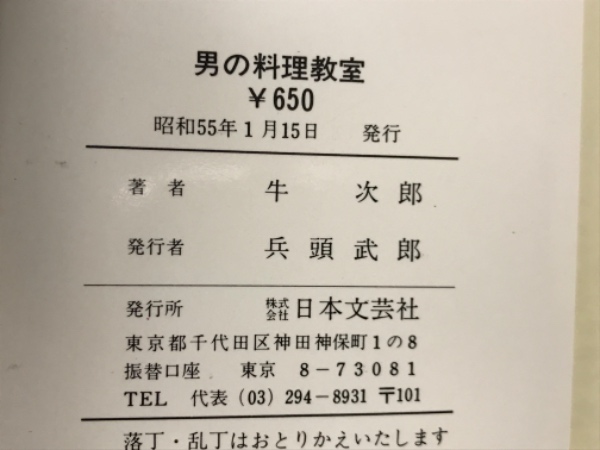 男の料理教室
￥650
昭和55年1月15日 発行
著者 牛次郎
発行者 兵頭武郎
発行所 株式会社日本文芸社
東京都千代田区神田神保町1の8
振替口座 東京 8-73081
TEL 代表(03)294-8931 〒101
落丁・乱丁はおとりかえいたします